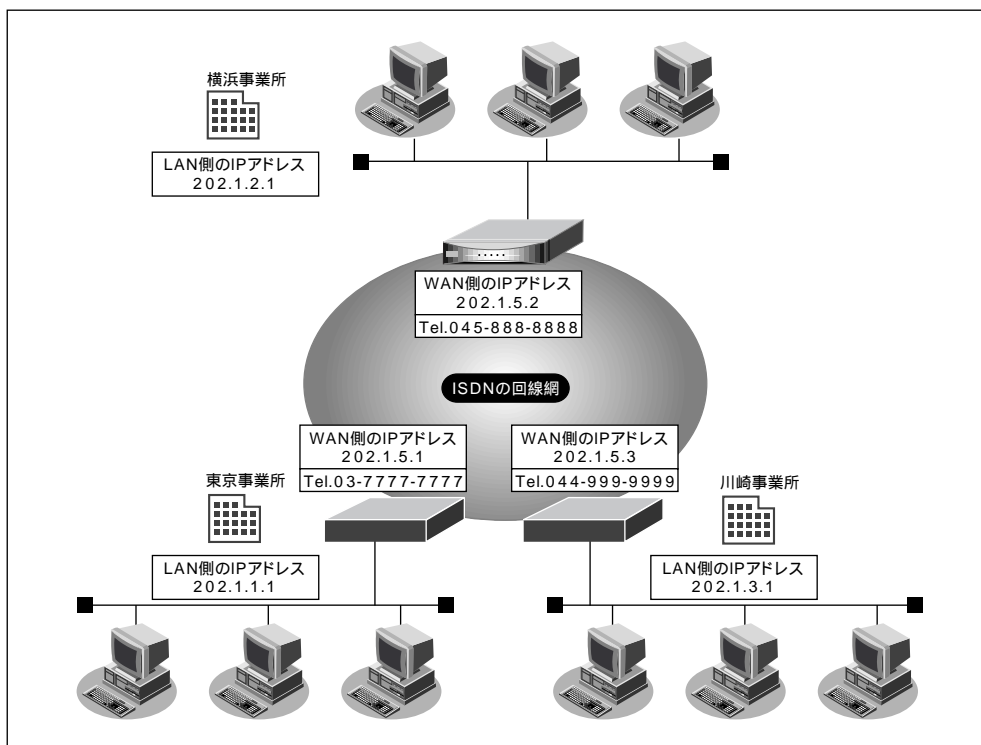 横浜事業所
LAN側のIPアドレス
202.1.2.1
WAN側のIPアドレス
202.1.5.2
Tel.045-888-8888
ISDNの回線網
WAN側のIPアドレス
202.1.5.1
Tel.03-7777-7777
WAN側のIPアドレス
202.1.5.3
Tel.044-999-9999
東京事業所
LAN側のIPアドレス
202.1.1.1
川崎事業所
LAN側のIPアドレス
202.1.3.1